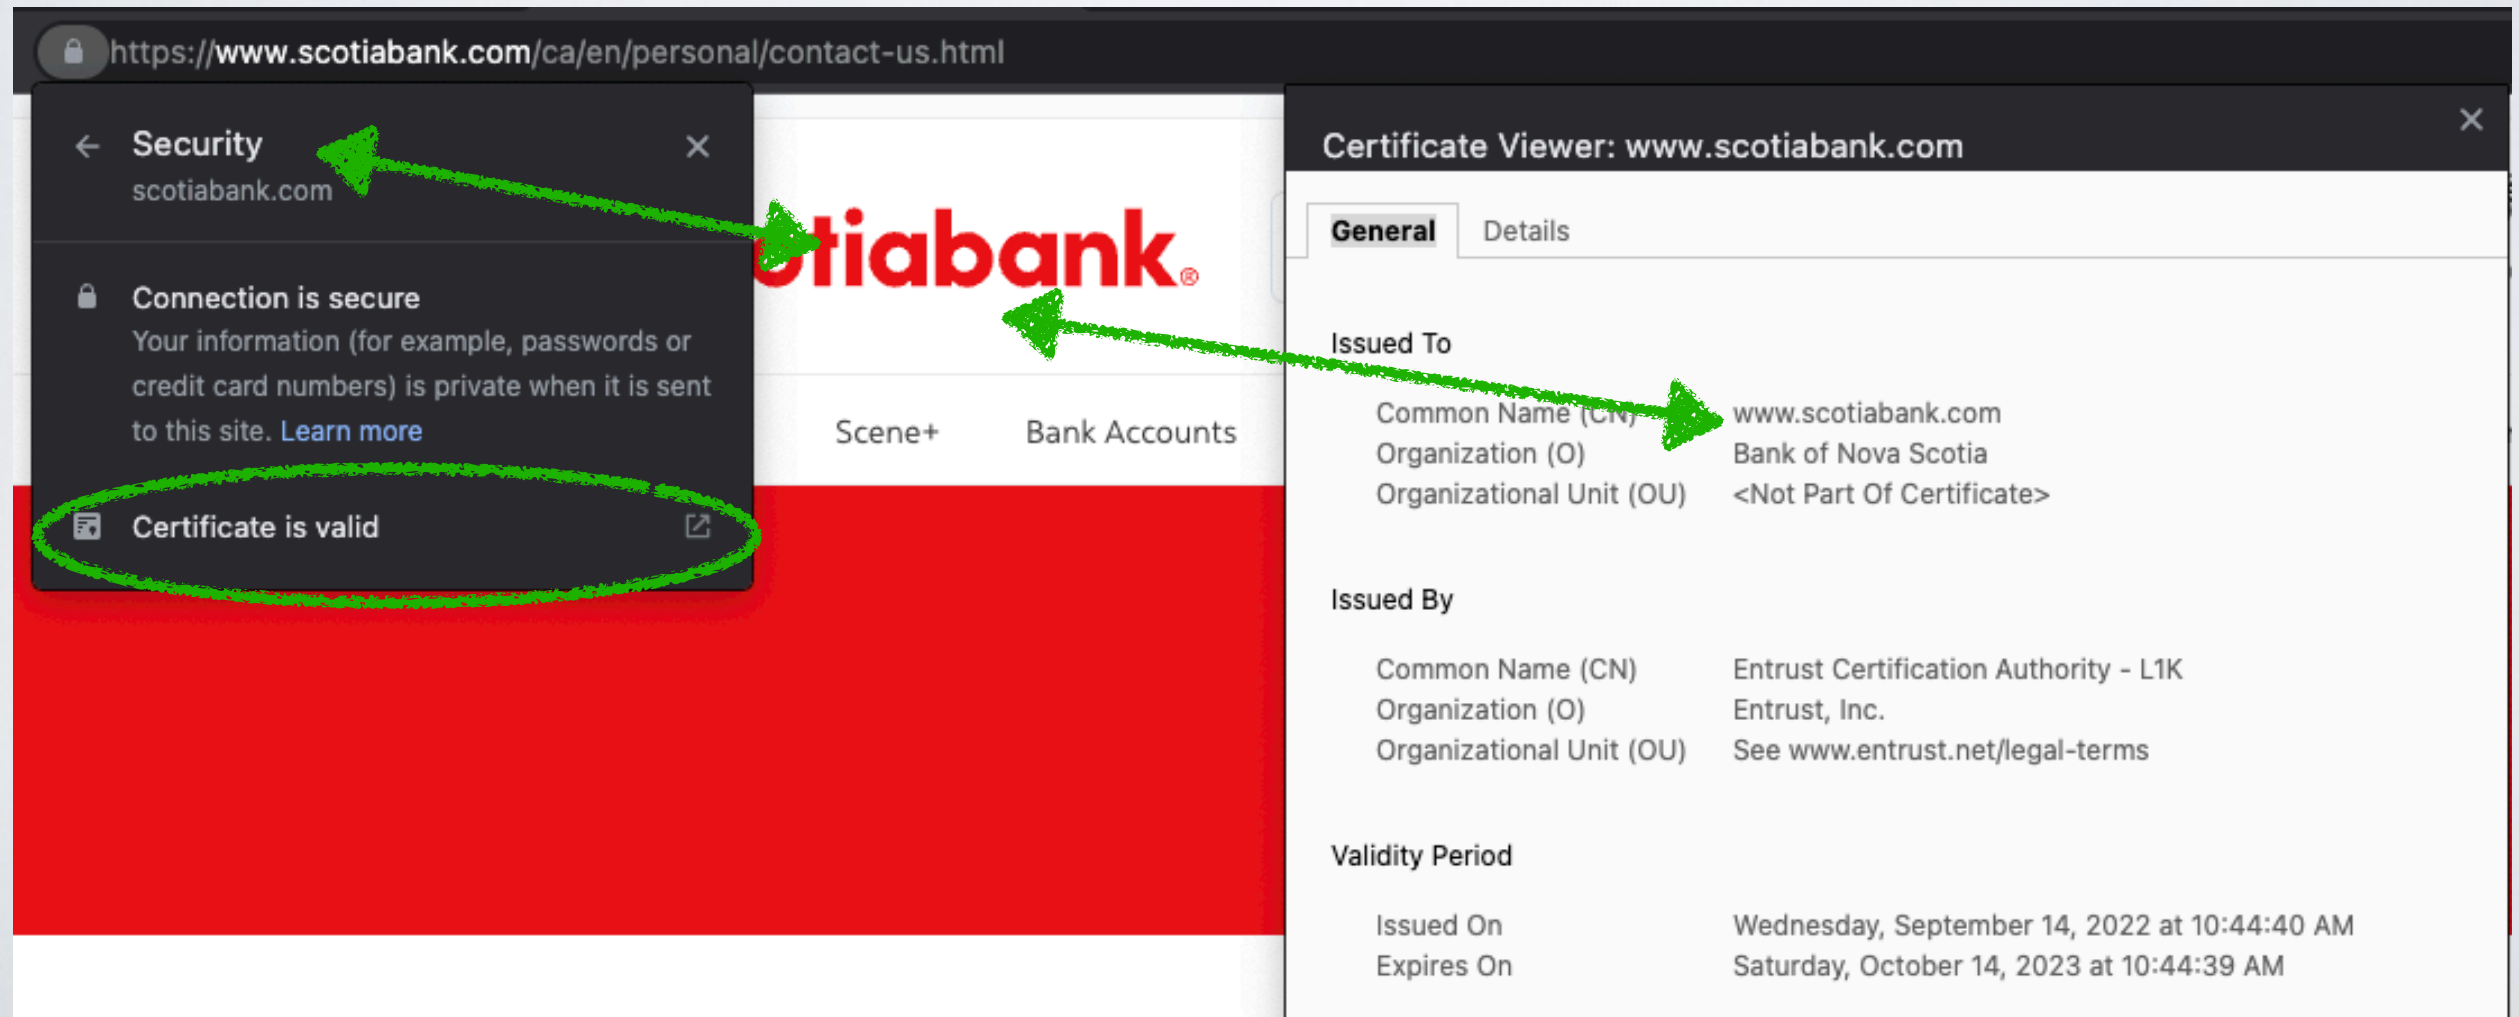 https://www.scotiabank.com/ca/en/personal/contact-us.html
Security
scotiabank.com
Connection is secure
Your information (for example, passwords or
credit card numbers) is private when it is sent
to this site. Learn more
Certificate is valid
otiabank®
Scene+ Bank Accounts
Certificate Viewer: www.scotiabank.com
General Details
Issued To
Common Name (CN) www.scotiabank.com
Organization (O) Bank of Nova Scotia
Organizational Unit (OU) <Not Part Of Certificate>
Issued By
Common Name (CN) Entrust Certification Authority - L1K
Organization (O) Entrust, Inc.
Organizational Unit (OU) See www.entrust.net/legal-terms
Validity Period
Issued On Wednesday, September 14, 2022 at 10:44:40 AM
Expires On Saturday, October 14, 2023 at 10:44:39 AM